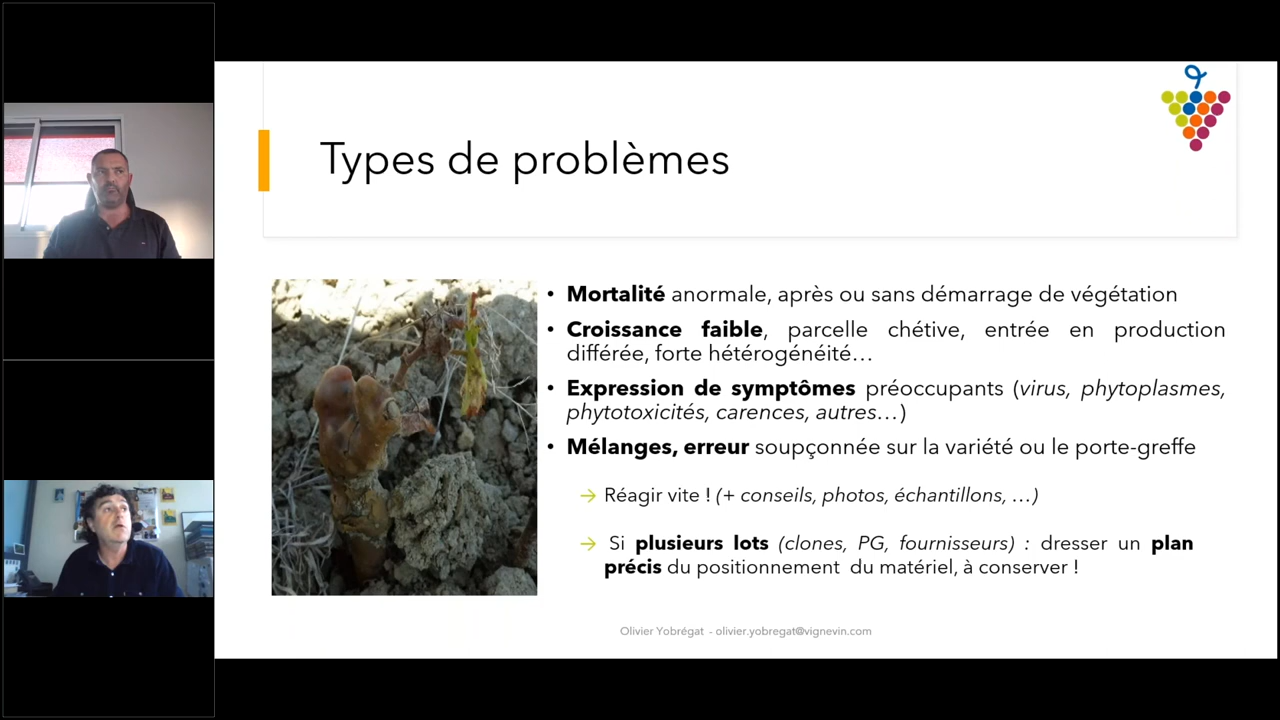 Types de problèmes
• Mortalité anormale, après ou sans démarrage de végétation
• Croissance faible, parcelle chétive, entrée en production
différée, forte hétérogénéité…
• Expression de symptômes préoccupants (virus, phytoplasmes,
phytotoxicités, carences, autres…)
• Mélanges, erreur soupçonnée sur la variété ou le porte-greffe
→ Réagir vite ! (+ conseils, photos, échantillons, …)
→ Si plusieurs lots (clones, PG, fournisseurs) : dresser un plan
précis du positionnement du matériel, à conserver !
Olivier Yobrégat - olivier.yobregat@vignevin.com